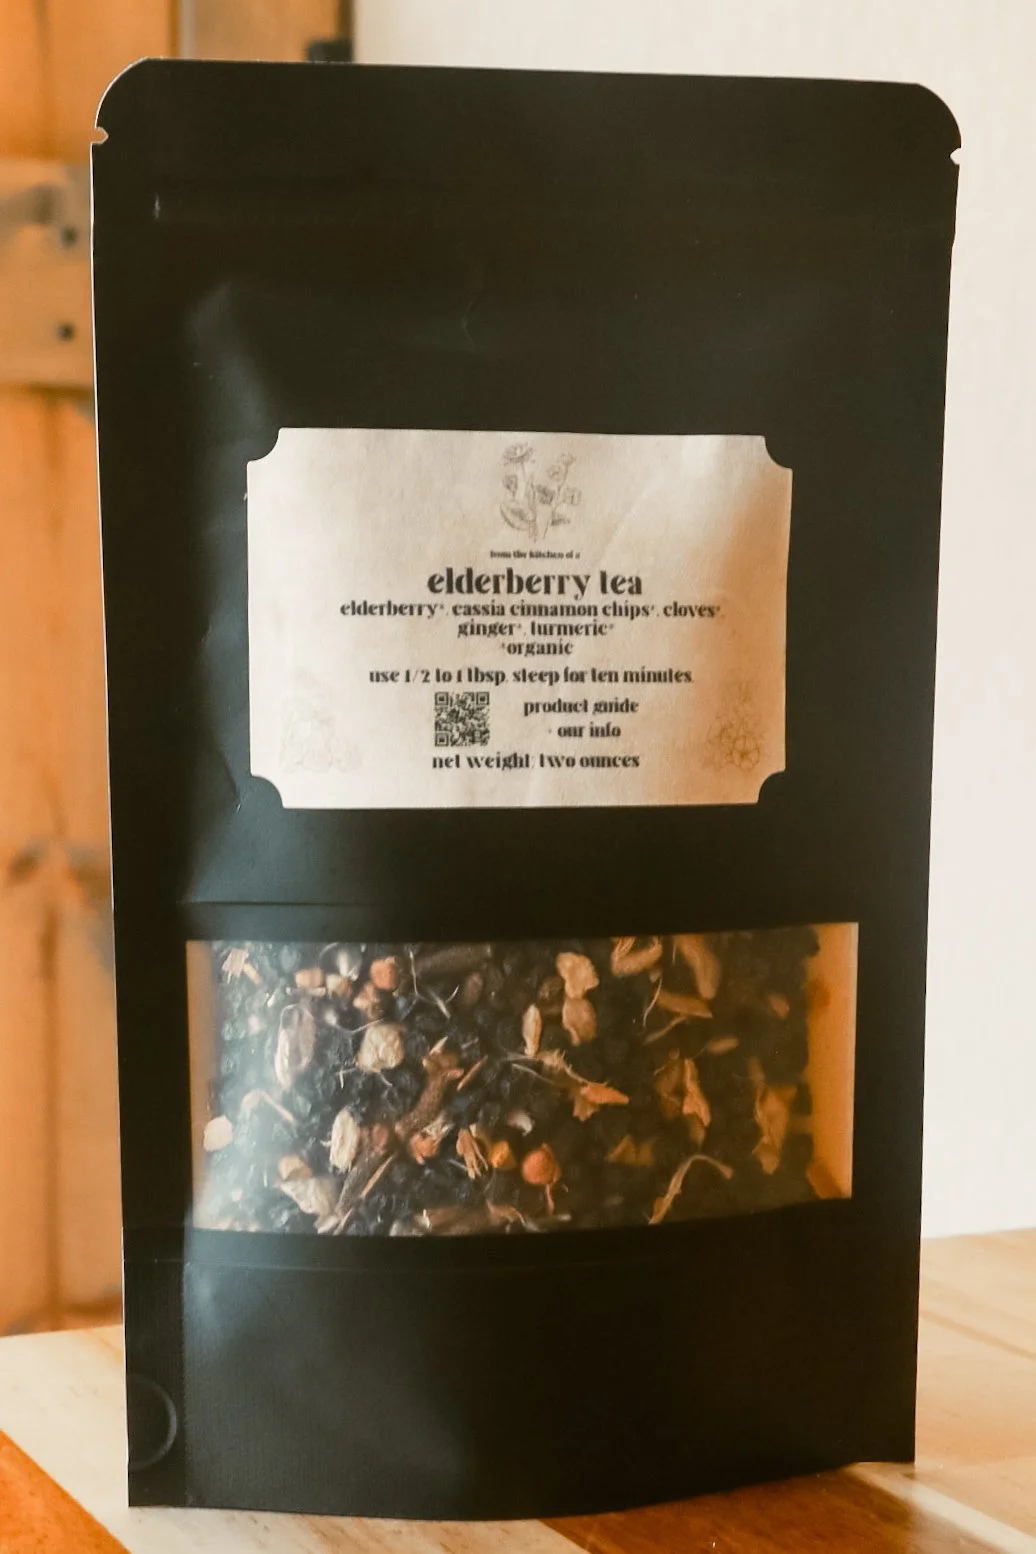 from the kitchen of a
elderberry tea
elderberry*, cassia cinnamon chips*, cloves*,
ginger*, turmeric*
*organic
use 1/2 to 1 tbsp, steep for ten minutes.
product guide
+ our info
net weight: two ounces